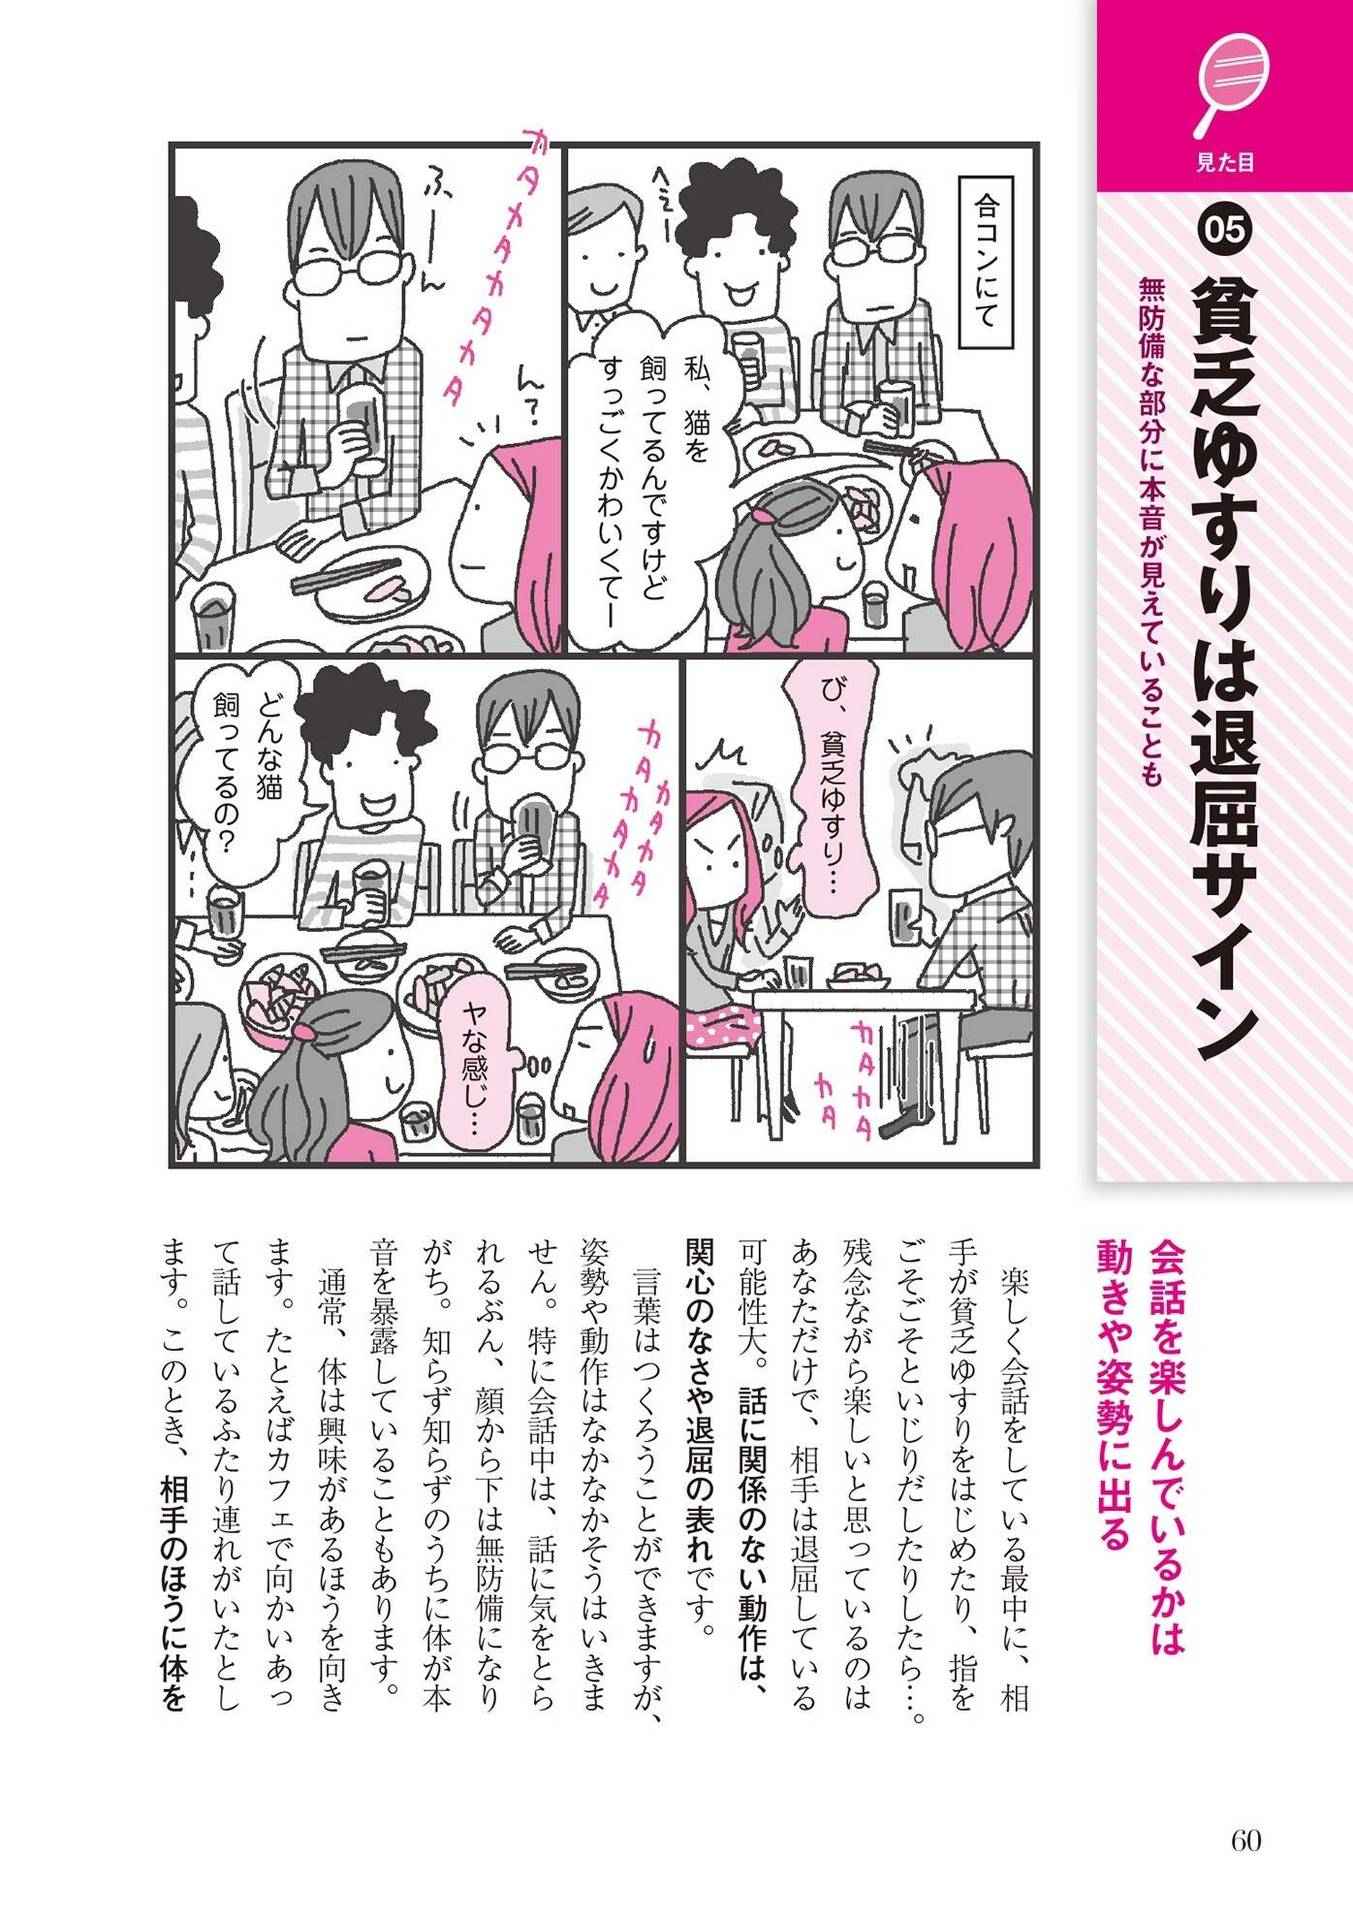 見た目
05
貧乏ゆすりは退屈サイン
無防備な部分に本音が見えていることも
合コンにて
へぇー
私、猫を
飼ってるんですけど
すっごくかわいくてー
カタカタカタカタカタ
ふーん
ん?
び、貧乏ゆすり…
カタカタ
カタ
カタカタカタ
カタカタカタ
どんな猫
飼ってるの?
ヤな感じ…
会話を楽しんでいるかは
動きや姿勢に出る
楽しく会話をしている最中に、相
手が貧乏ゆすりをはじめたり、指を
ごそごそといじりだしたりしたら…。
残念ながら楽しいと思っているのは
あなただけで、相手は退屈している
可能性大。話に関係のない動作は、
関心のなさや退屈の表れです。
言葉はつくろうことができますが、
姿勢や動作はなかなかそうはいきま
せん。特に会話中は、話に気をとら
れるぶん、顔から下は無防備になり
がち。知らず知らずのうちに体が本
音を暴露していることもあります。
通常、体は興味があるほうを向き
ます。たとえばカフェで向かいあっ
て話しているふたり連れがいたとし
ます。このとき、相手のほうに体を
60